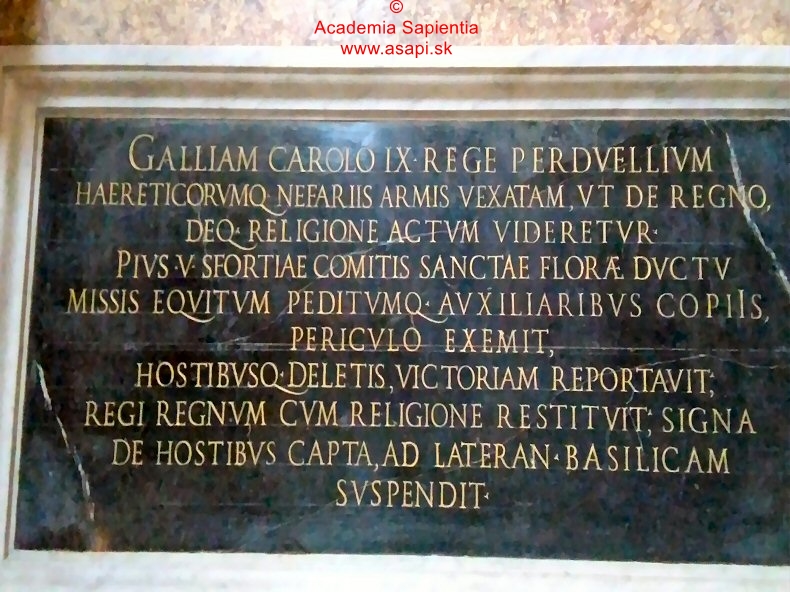 ©
Academia Sapientia
www.asapi.sk
GALLIAM CAROLO IX· REGE PERDVELLIVM
HAERETICORVMQ· NEFARIIS ARMIS VEXATAM, VT DE REGNO,
DEQ· RELIGIONE ACTVM VIDERETVR·
PIVS · V · SFORTIAE COMITIS SANCTAE FLORÆ DVCTV
MISSIS EQVITVM PEDITVMQ· AVXILIARIBVS COPIIS,
PERICVLO EXEMIT,
HOSTIBVSQ· DELETIS, VICTORIAM REPORTAVIT;
REGI REGNVM CVM RELIGIONE RESTITVIT; SIGNA
DE HOSTIBVS CAPTA, AD LATERAN· BASILICAM
SVSPENDIT·